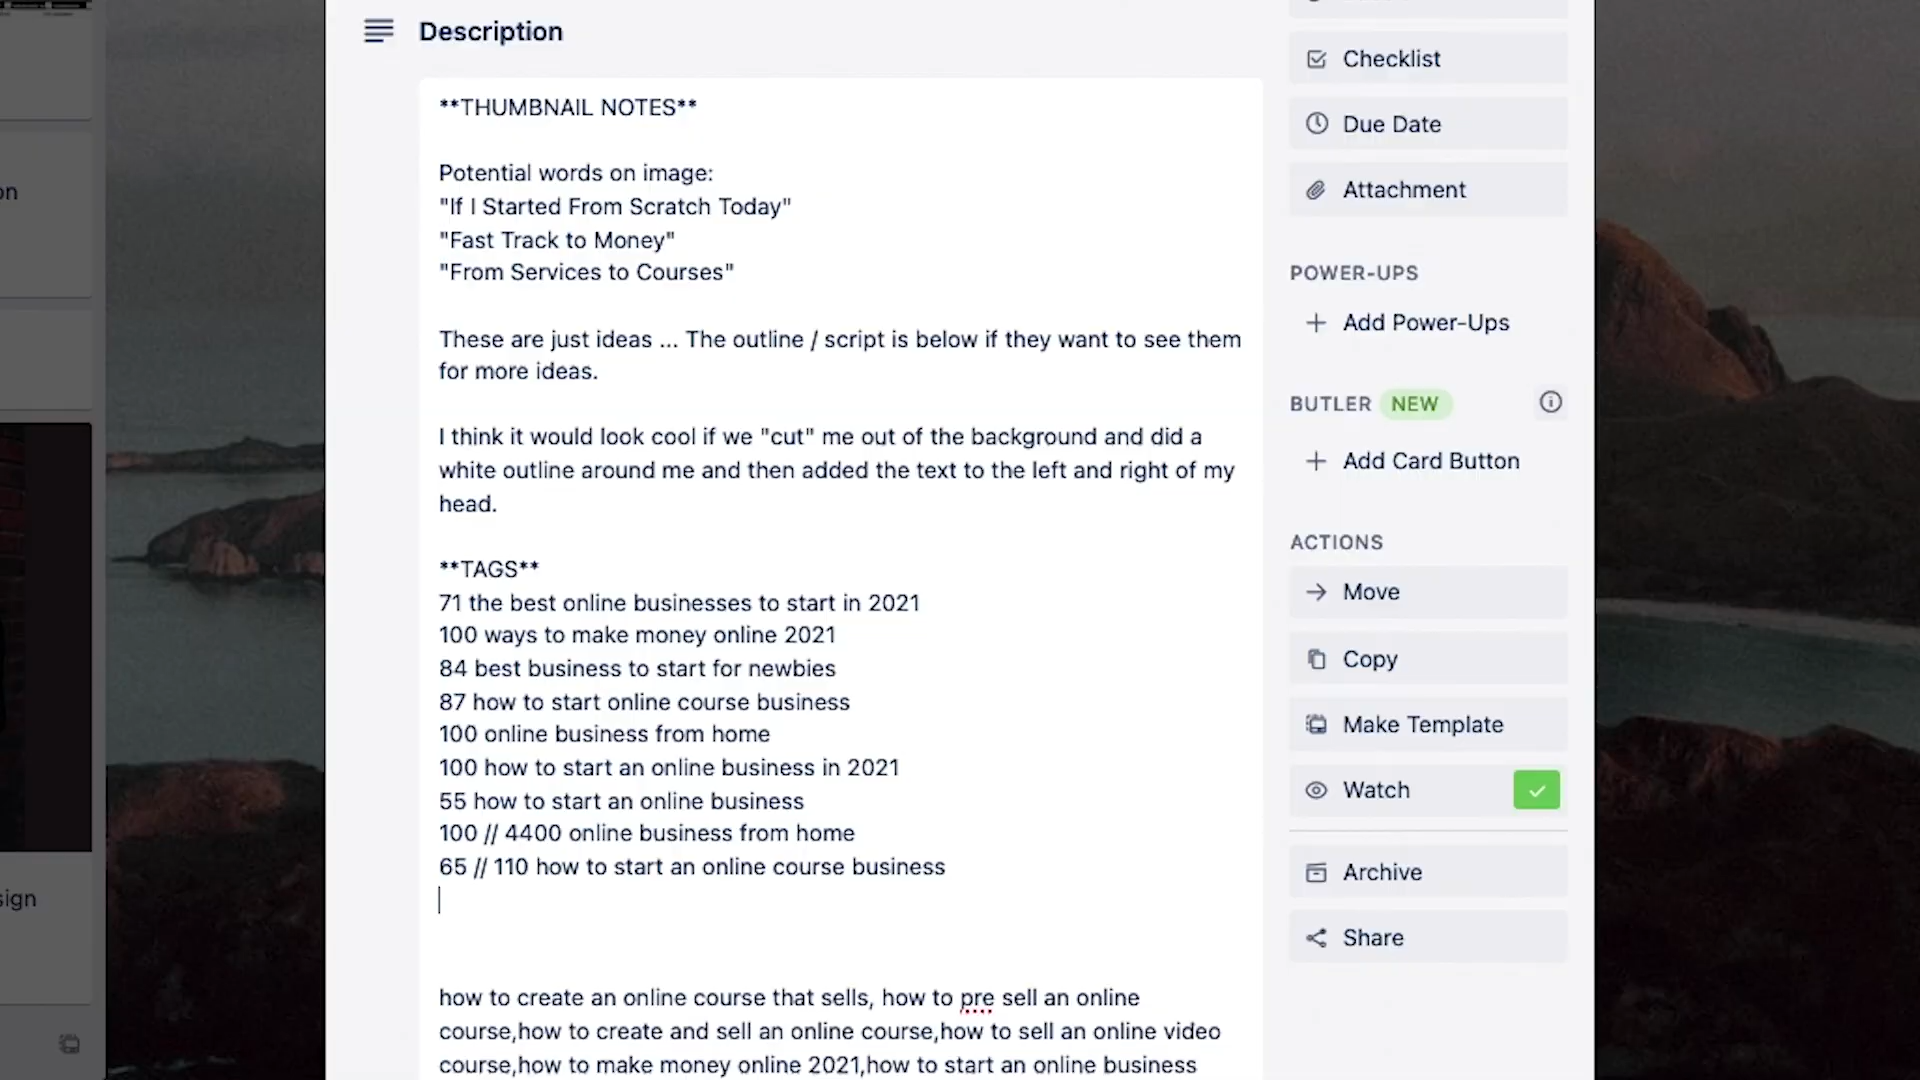 Description
**THUMBNAIL NOTES**
Potential words on image:
"If I Started From Scratch Today"
"Fast Track to Money"
"From Services to Courses"
These are just ideas ... The outline / script is below if they want to see them
for more ideas.
I think it would look cool if we "cut" me out of the background and did a
white outline around me and then added the text to the left and right of my
head.
**TAGS**
71 the best online businesses to start in 2021
100 ways to make money online 2021
84 best business to start for newbies
87 how to start online course business
100 online business from home
100 how to start an online business in 2021
55 how to start an online business
100 // 4400 online business from home
65 // 110 how to start an online course business
how to create an online course that sells, how to pre sell an online
course,how to create and sell an online course,how to sell an online video
course,how to make money online 2021,how to start an online business
Checklist
Due Date
Attachment
POWER-UPS
Add Power-Ups
BUTLER NEW
Add Card Button
ACTIONS
Move
Copy
Make Template
Watch
Archive
Share